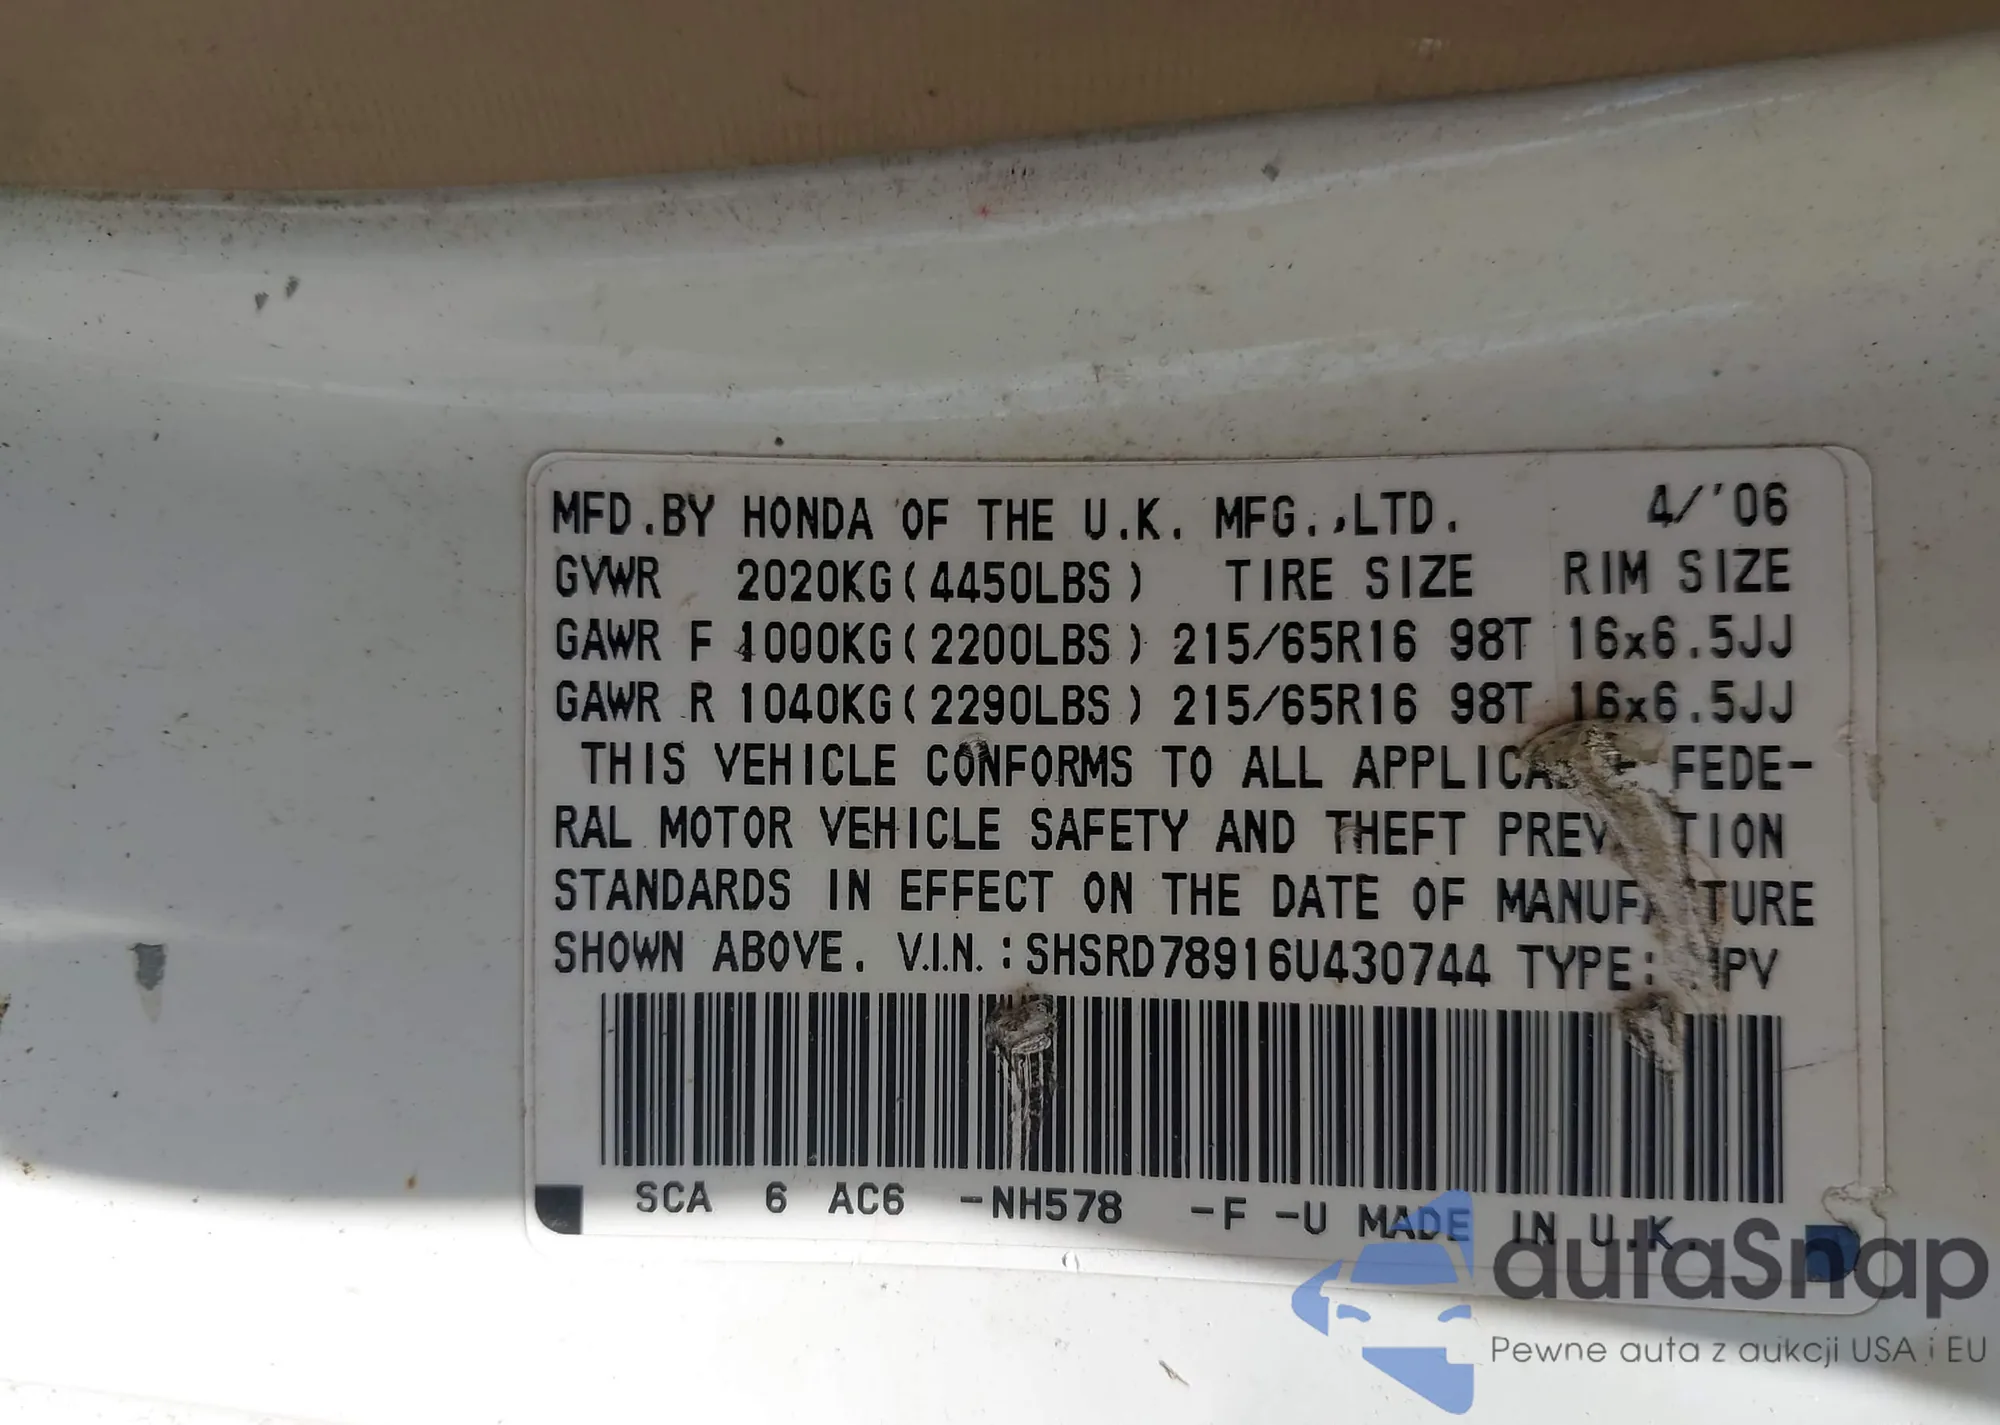 MFD.BY HONDA OF THE U.K. MFG.,LTD. 4/'06
GVWR 2020KG(4450LBS) TIRE SIZE RIM SIZE
GAWR F 1000KG(2200LBS) 215/65R16 98T 16x6.5JJ
GAWR R 1040KG(2290LBS) 215/65R16 98T 16x6.5JJ
THIS VEHICLE CONFORMS TO ALL FEDE-
RAL MOTOR VEHICLE SAFETY AND THEFT
STANDARDS IN EFFECT ON THE DATE OF
SHOWN ABOVE. V.I.N.:SHSRD78916U430744 TYPE:
SCA 6 AC6 -NH578 -F -U MADE IN U.K.
autaSnap
Pewne auta z aukcji USA i EU